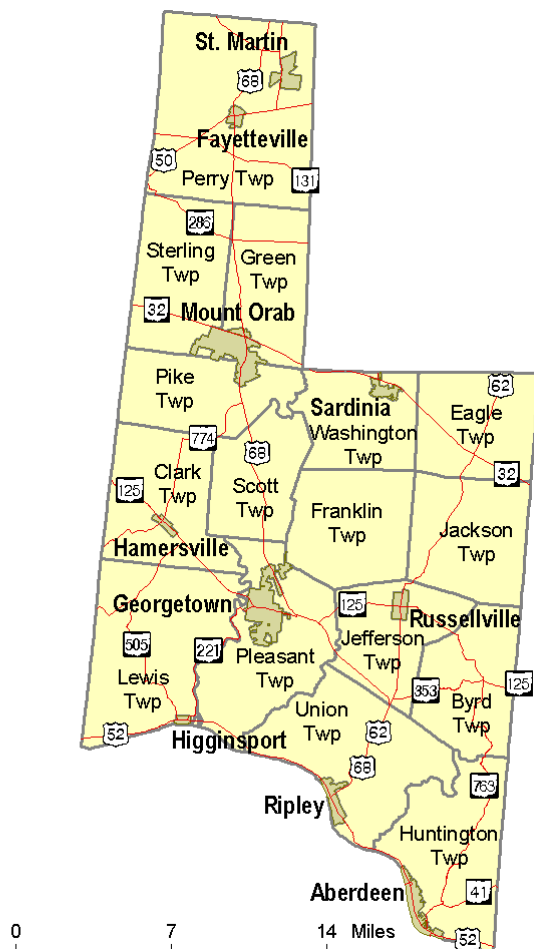 St. Martin
68
Fayetteville
50
Perry Twp
131
286
Sterling
Twp
Green
Twp
32
Mount Orab
Pike
Twp
62
Sardinia
Eagle
Twp
Washington
Twp
774
68
32
Clark
Twp
125
Scott
Twp
Franklin
Twp
Jackson
Twp
Hamersville
Georgetown
125
Russellville
505
221
Jefferson
Twp
Pleasant
Twp
Lewis
Twp
353
125
Byrd
Twp
Union
Twp
52
62
Higginsport
68
763
Ripley
Huntington
Twp
Aberdeen
41
52
0 7 14 Miles